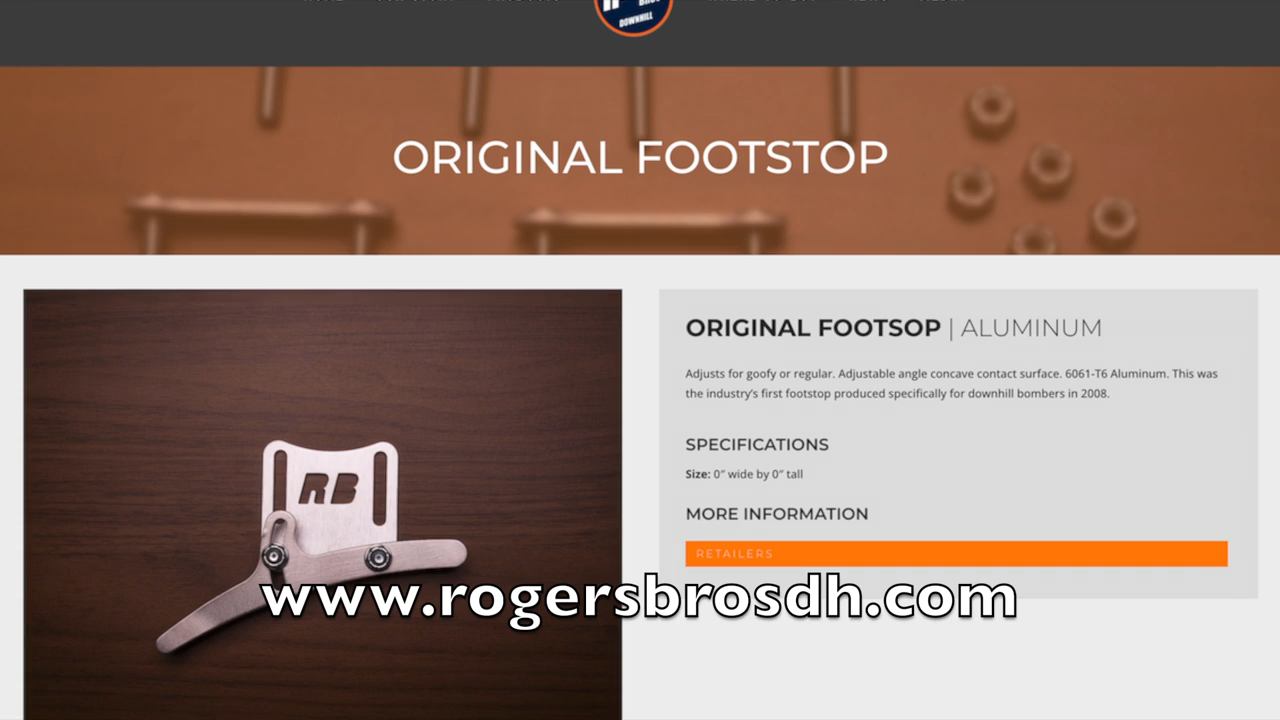 DOWNHILL
ORIGINAL FOOTSTOP
ORIGINAL FOOTSOP | ALUMINUM
Adjusts for goofy or regular. Adjustable angle concave contact surface. 6061-T6 Aluminum. This was
the industry's first footstop produced specifically for downhill bombers in 2008.
SPECIFICATIONS
Size: 0″ wide by 0″ tall
MORE INFORMATION
RETAILERS
RB
www.rogersbrosdh.com